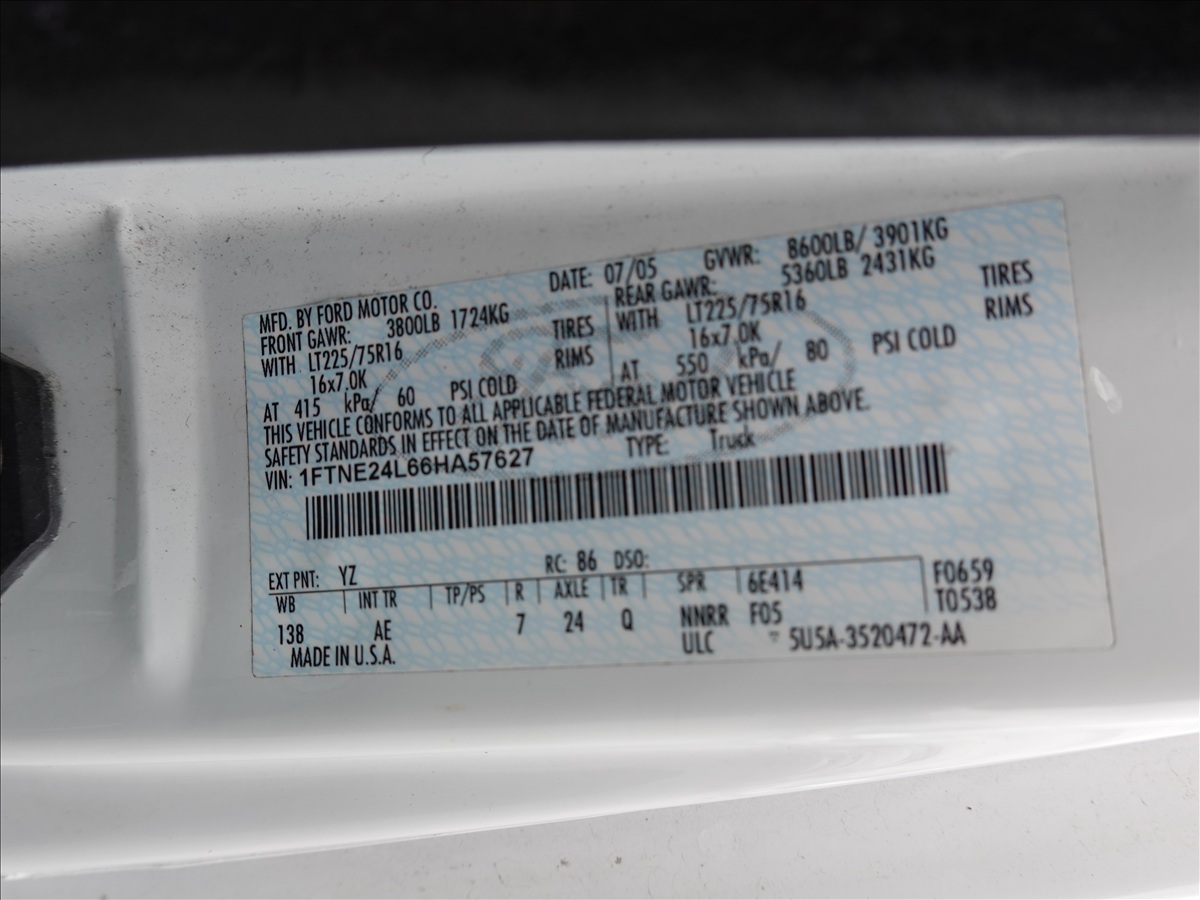 MFD. BY FORD MOTOR CO.
DATE: 07/05
GVWR: 8600LB/ 3901KG
FRONT GAWR: 3800LB 1724KG
WITH LT225/75R16 TIRES
16x7.0K RIMS
AT 415 kPa/ 60 PSI COLD
REAR GAWR: 5360LB 2431KG
WITH LT225/75R16 TIRES
16x7.0K RIMS
AT 550 kPa/ 80 PSI COLD
THIS VEHICLE CONFORMS TO ALL APPLICABLE FEDERAL MOTOR VEHICLE
SAFETY STANDARDS IN EFFECT ON THE DATE OF MANUFACTURE SHOWN ABOVE.
VIN: 1FTNE24L66HA57627
TYPE: Truck
EXT PNT: YZ RC: 86 DSO:
WB INT TR TP/PS R AXLE TR SPR 6E414 F0659
138 AE 7 24 Q NNRR F05 T0538
MADE IN U.S.A. ULC 5U5A-3520472-AA